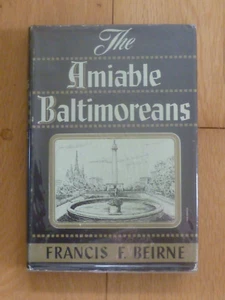 The
Amiable
Baltimoreans
FRANCIS F. BEIRNE